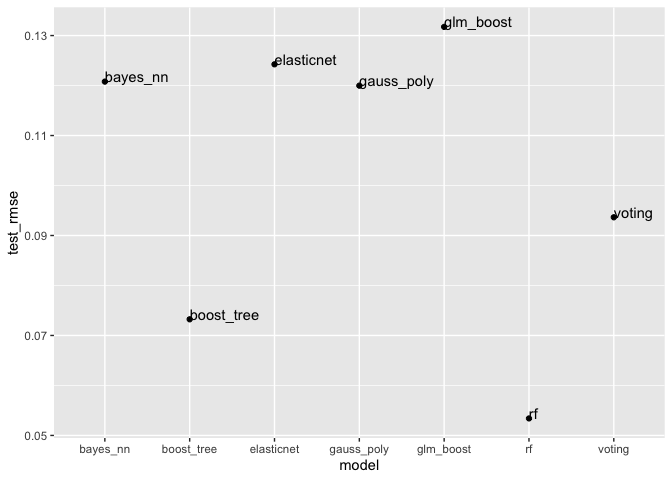 glm_boost
0.13
elasticnet
bayes_nn
gauss_poly
0.11
test_rmse
0.09
voting
0.07
boost_tree
rf
0.05
bayes_nn boost_tree elasticnet gauss_poly glm_boost rf voting
model